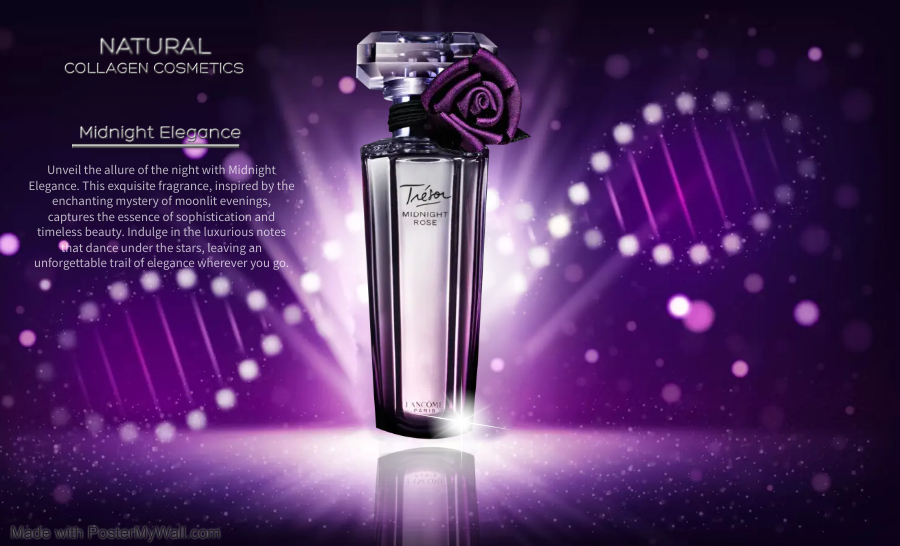 NATURAL
COLLAGEN COSMETICS
Midnight Elegance
Unveil the allure of the night with Midnight
Elegance. This exquisite fragrance, inspired by the
enchanting mystery of moonlit evenings,
captures the essence of sophistication and
timeless beauty. Indulge in the luxurious notes
that dance under the stars, leaving an
unforgettable trail of elegance wherever you go.
Trésor
MIDNIGHT
ROSE
LANCÔME
PARIS
Made with PosterMyWall.com